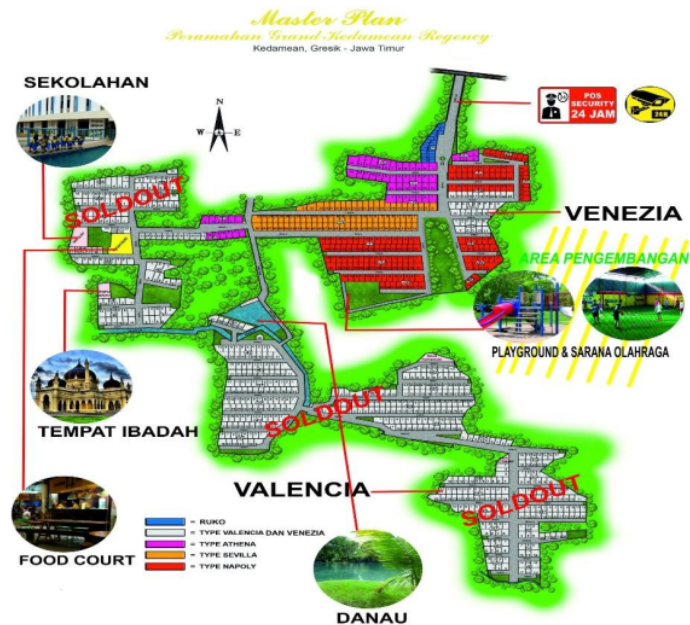 Master Plan
Perumahan Grand Kedamean Regency
Kedamean, Gresik - Jawa Timur
SEKOLAHAN
N
W E
S
POS
SECURITY
24 JAM
SOLDOUT
VENEZIA
AREA PENGEMBANGAN
PLAYGROUND & SARANA OLAHRAGA
TEMPAT IBADAH
SOLDOUT
VALENCIA
SOLDOUT
FOOD COURT
= RUKO
= TYPE VALENCIA DAN VENEZIA
= TYPE ATHENA
= TYPE SEVILLA
= TYPE NAPOLY
DANAU